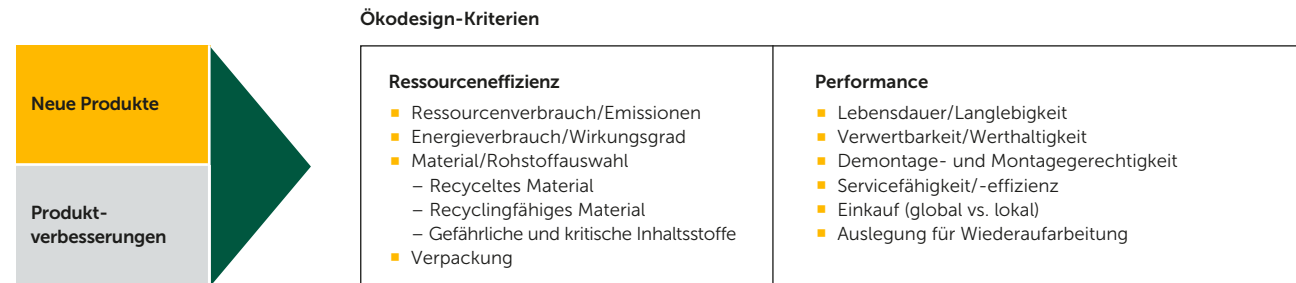 Ökodesign-Kriterien
Neue Produkte
Produkt-
verbesserungen
Ressourceneffizienz
Ressourcenverbrauch/Emissionen
Energieverbrauch/Wirkungsgrad
Material/Rohstoffauswahl
– Recyceltes Material
– Recyclingfähiges Material
– Gefährliche und kritische Inhaltsstoffe
Verpackung
Performance
Lebensdauer/Langlebigkeit
Verwertbarkeit/Werthaltigkeit
Demontage- und Montagegerechtigkeit
Servicefähigkeit/-effizienz
Einkauf (global vs. lokal)
Auslegung für Wiederaufarbeitung